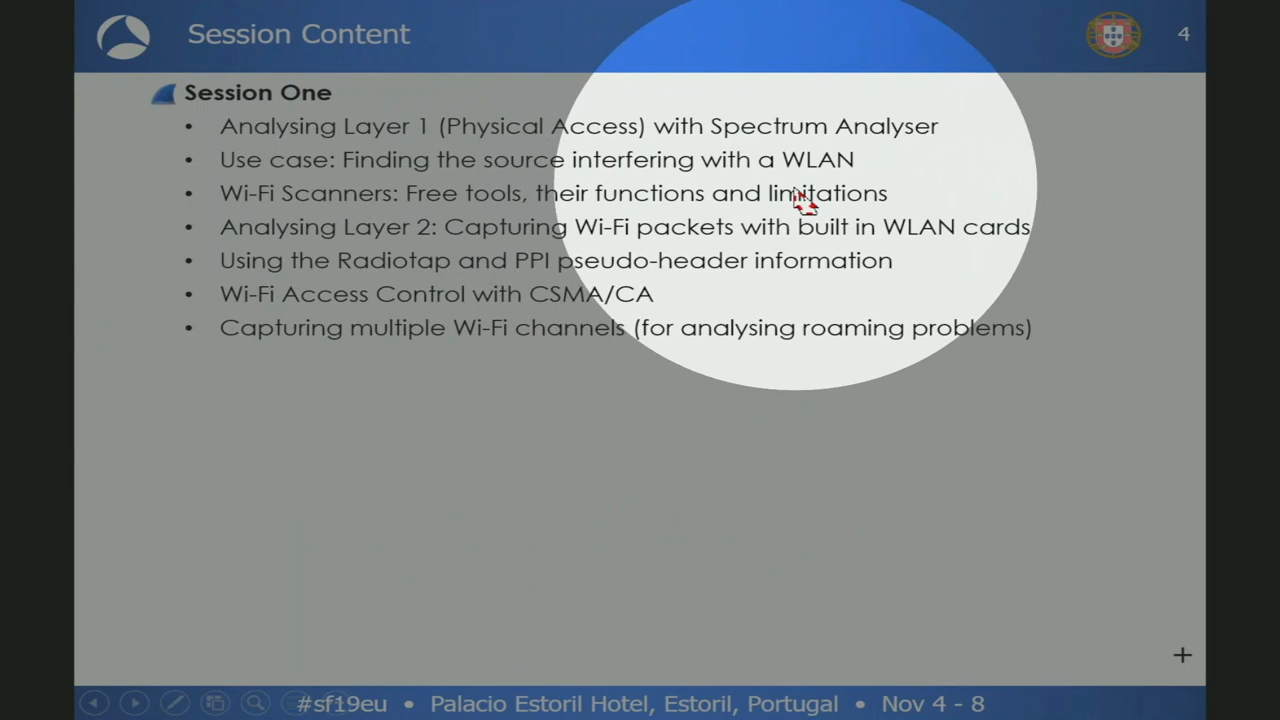 Session Content
4
Session One
• Analysing Layer 1 (Physical Access) with Spectrum Analyser
• Use case: Finding the source interfering with a WLAN
• Wi-Fi Scanners: Free tools, their functions and limitations
• Analysing Layer 2: Capturing Wi-Fi packets with built in WLAN cards
• Using the Radiotap and PPI pseudo-header information
• Wi-Fi Access Control with CSMA/CA
• Capturing multiple Wi-Fi channels (for analysing roaming problems)
#sf19eu • Palacio Estoril Hotel, Estoril, Portugal • Nov 4 - 8